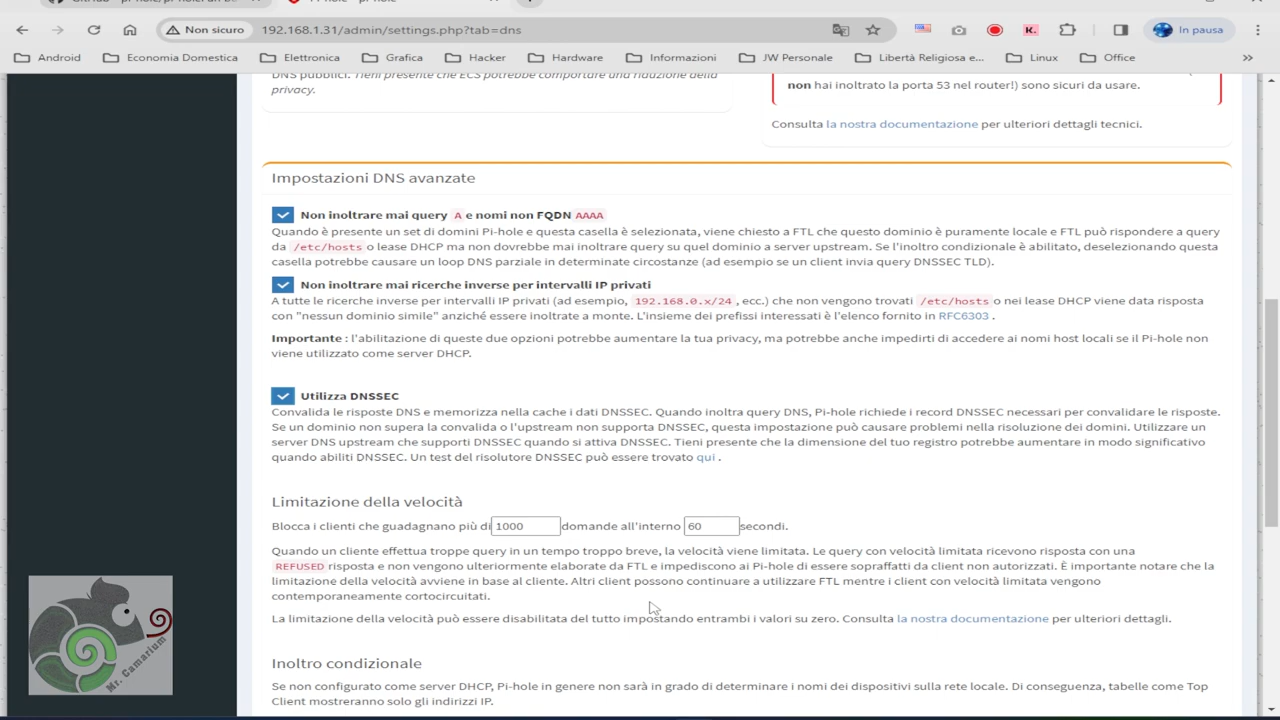 Non sicuro
192.168.1.31/admin/settings.php?tab=dns
In pausa
Android
Economia Domestica
Elettronica
Grafica
Hacker
Hardware
Informazioni
JW Personale
Libertà Religiosa e...
Linux
Office
DNS pubblici. Tieni presente che ECS potrebbe comportare una riduzione della
privacy.
non hai inoltrato la porta 53 nel router!) sono sicuri da usare.
Consulta la nostra documentazione per ulteriori dettagli tecnici.
Impostazioni DNS avanzate
Non inoltrare mai query A e nomi non FQDN AAAA
Quando è presente un set di domini Pi-hole e questa casella è selezionata, viene chiesto a FTL che questo dominio è puramente locale e FTL può rispondere a query
da /etc/hosts o lease DHCP ma non dovrebbe mai inoltrare query su quel dominio a server upstream. Se l'inoltro condizionale è abilitato, deselezionando questa
casella potrebbe causare un loop DNS parziale in determinate circostanze (ad esempio se un client invia query DNSSEC TLD).
Non inoltrare mai ricerche inverse per intervalli IP privati
A tutte le ricerche inverse per intervalli IP privati (ad esempio, 192.168.0.x/24 , ecc.) che non vengono trovati /etc/hosts o nei lease DHCP viene data risposta
con "nessun dominio simile" anziché essere inoltrate a monte. L'insieme dei prefissi interessati è l'elenco fornito in RFC6303 .
Importante : l'abilitazione di queste due opzioni potrebbe aumentare la tua privacy, ma potrebbe anche impedirti di accedere ai nomi host locali se il Pi-hole non
viene utilizzato come server DHCP.
Utilizza DNSSEC
Convalida le risposte DNS e memorizza nella cache i dati DNSSEC. Quando inoltra query DNS, Pi-hole richiede i record DNSSEC necessari per convalidare le risposte.
Se un dominio non supera la convalida o l'upstream non supporta DNSSEC, questa impostazione può causare problemi nella risoluzione dei domini. Utilizzare un
server DNS upstream che supporti DNSSEC quando si attiva DNSSEC. Tieni presente che la dimensione del tuo registro potrebbe aumentare in modo significativo
quando abiliti DNSSEC. Un test del risolutore DNSSEC può essere trovato qui .
Limitazione della velocità
Blocca i clienti che guadagnano più di 1000 domande all'interno 60 secondi.
Quando un cliente effettua troppe query in un tempo troppo breve, la velocità viene limitata. Le query con velocità limitata ricevono risposta con una
REFUSED risposta e non vengono ulteriormente elaborate da FTL e impediscono ai Pi-hole di essere sopraffatti da client non autorizzati. È importante notare che la
limitazione della velocità avviene in base al cliente. Altri client possono continuare a utilizzare FTL mentre i client con velocità limitata vengono
contemporaneamente cortocircuitati.
La limitazione della velocità può essere disabilitata del tutto impostando entrambi i valori su zero. Consulta la nostra documentazione per ulteriori dettagli.
Inoltro condizionale
Se non configurato come server DHCP, Pi-hole in genere non sarà in grado di determinare i nomi dei dispositivi sulla rete locale. Di conseguenza, tabelle come Top
Client mostreranno solo gli indirizzi IP.
Mr. Camarium